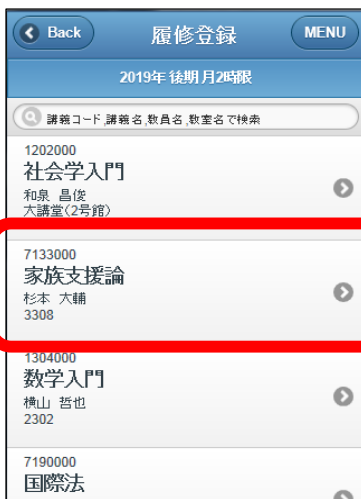 Back 履修登録 MENU
2019年 後期 月2時限
講義コード,講義名,教員名,教室名で検索
1202000
社会学入門
和泉 昌俊
大講堂(2号館)
7133000
家族支援論
杉本 大輔
3308
1304000
数学入門
横山 哲也
2302
7190000
国際法